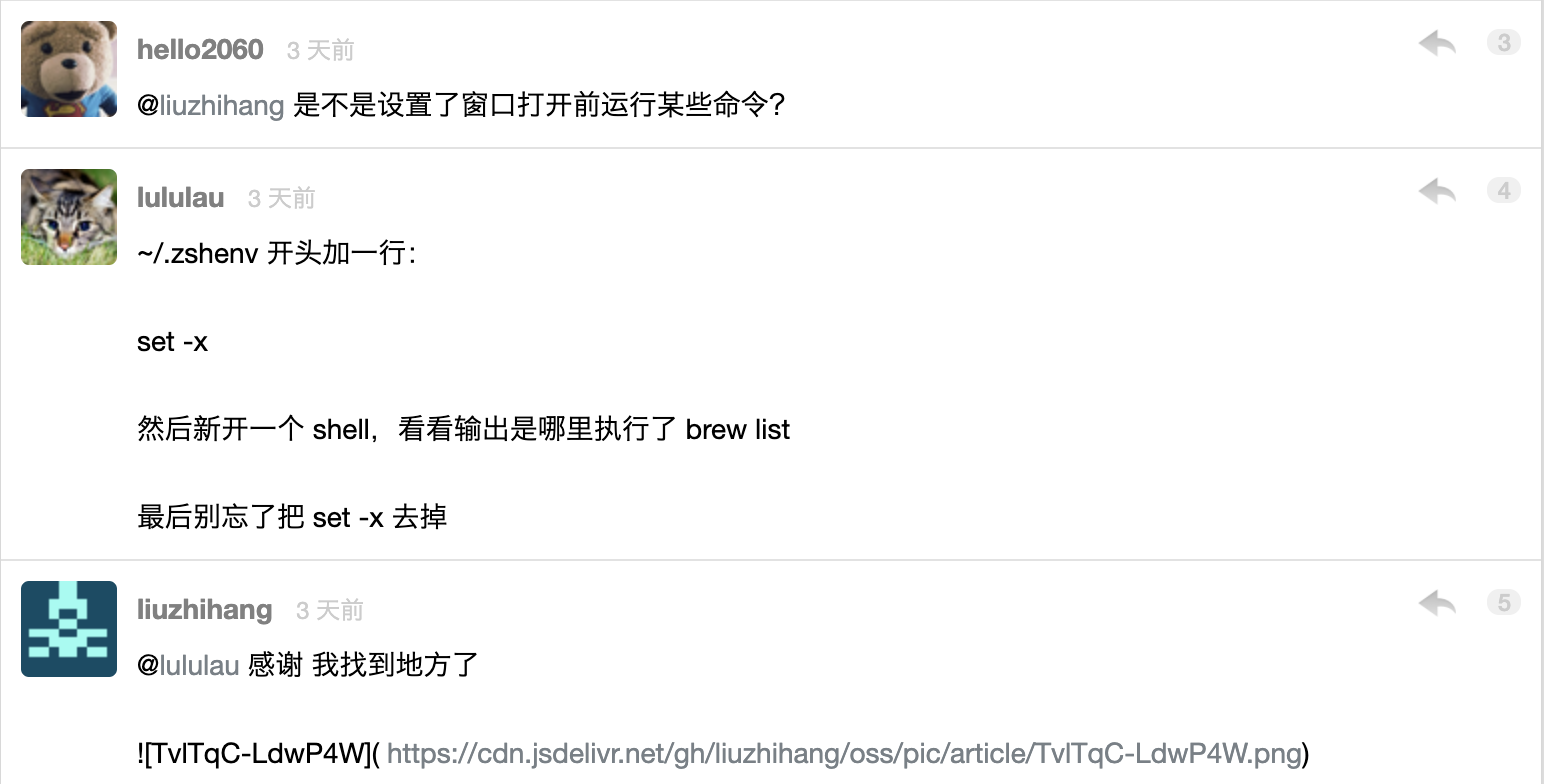 hello2060 3 天前 3
@liuzhihang 是不是设置了窗口打开前运行某些命令？
lululau 3 天前 4
~/.zshenv 开头加一行：
set -x
然后新开一个 shell，看看输出是哪里执行了 brew list
最后别忘了把 set -x 去掉
liuzhihang 3 天前 5
@lululau 感谢 我找到地方了
![TvlTqC-LdwP4W]( https://cdn.jsdelivr.net/gh/liuzhihang/oss/pic/article/TvlTqC-LdwP4W.png)